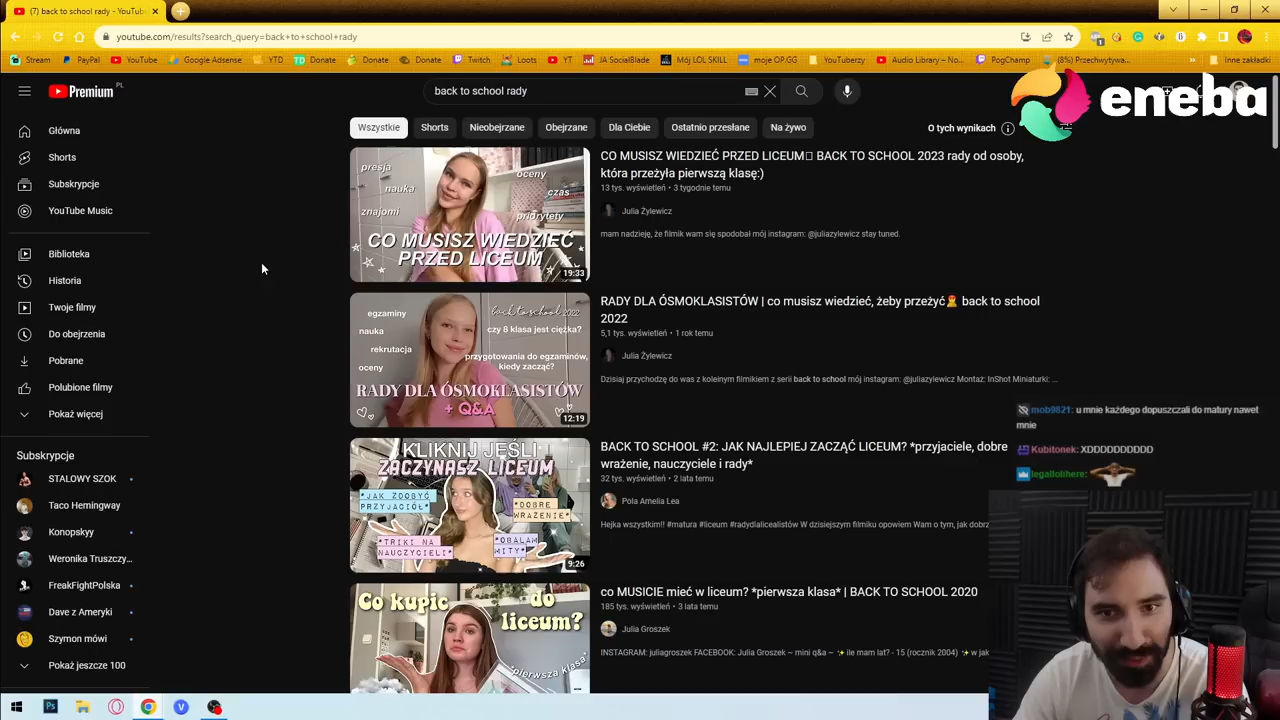 (7) back to school rady - YouTub
youtube.com/results?search_query=back+to+school+rady
Stream
PayPal
YouTube
Google Adsense
YTD
Donate
Donate
Donate
Twitch
Loots
YT
JA SocialBlade
Mój LOL SKILL
moje OP.GG
YouTuberzy
Audio Library – No...
PogChamp
(8%) Przechwytywa...
»
Inne zakładki
Premium PL
back to school rady
eneba
Wszystkie
Shorts
Nieobejrzane
Obejrzane
Dla Ciebie
Ostatnio przesłane
Na żywo
O tych wynikach
Główna
Shorts
Subskrypcje
YouTube Music
Biblioteka
Historia
Twoje filmy
Do obejrzenia
Pobrane
Polubione filmy
Pokaż więcej
Subskrypcje
STALOWY SZOK
Taco Hemingway
Konopskyy
Weronika Truszczy...
FreakFightPolska
Dave z Ameryki
Szymon mówi
Pokaż jeszcze 100
presja
nauka
znajomi
oceny
czas
priorytety
CO MUSISZ WIEDZIEĆ
PRZED LICEUM
19:33
CO MUSISZ WIEDZIEĆ PRZED LICEUM BACK TO SCHOOL 2023 rady od osoby,
która przeżyła pierwszą klasę:)
13 tys. wyświetleń • 3 tygodnie temu
Julia Żylewicz
mam nadzieję, że filmik wam się spodobał mój instagram: @juliazylewicz stay tuned.
egzaminy
nauka
rekrutacja
oceny
back to school 2022
czy 8 klasa jest ciężka?
przygotowania do egzaminów,
kiedy zacząć?
RADY DLA ÓSMOKLASISTÓW
+ Q&A
12:19
RADY DLA ÓSMOKLASISTÓW | co musisz wiedzieć, żeby przeżyć back to school
2022
5,1 tys. wyświetleń • 1 rok temu
Julia Żylewicz
Dzisiaj przychodzę do was z kolejnym filmikiem z serii back to school mój instagram: @juliazylewicz Montaż: InShot Miniaturki: ...
KLIKNIJ JEŚLI
ZACZYNASZ LICEUM
*JAK ZDOBYĆ
PRZYJACIÓŁ*
*DOBRE
WRAŻENIE*
*TRIKI NA
NAUCZYCIELI*
*OBALAM
MITY*
9:26
BACK TO SCHOOL #2: JAK NAJLEPIEJ ZACZĄĆ LICEUM? *przyjaciele, dobre
wrażenie, nauczyciele i rady*
32 tys. wyświetleń • 2 lata temu
Pola Amelia Lea
Hejka wszystkim!! #matura #liceum #radydlalicealistów W dzisiejszym filmiku opowiem Wam o tym, jak dobrz
Co kupić do
liceum?
*pierwsza klasa*
co MUSICIE mieć w liceum? *pierwsza klasa* | BACK TO SCHOOL 2020
185 tys. wyświetleń • 3 lata temu
Julia Groszek
INSTAGRAM: juliagroszek FACEBOOK: Julia Groszek ~ mini q&a ~ ile mam lat? - 15 (rocznik 2004) w jak
mob9821: u mnie każdego dopuszczali do matury nawet
mnie
Kubitonek: XDDDDDDDDDD
legallolihere: